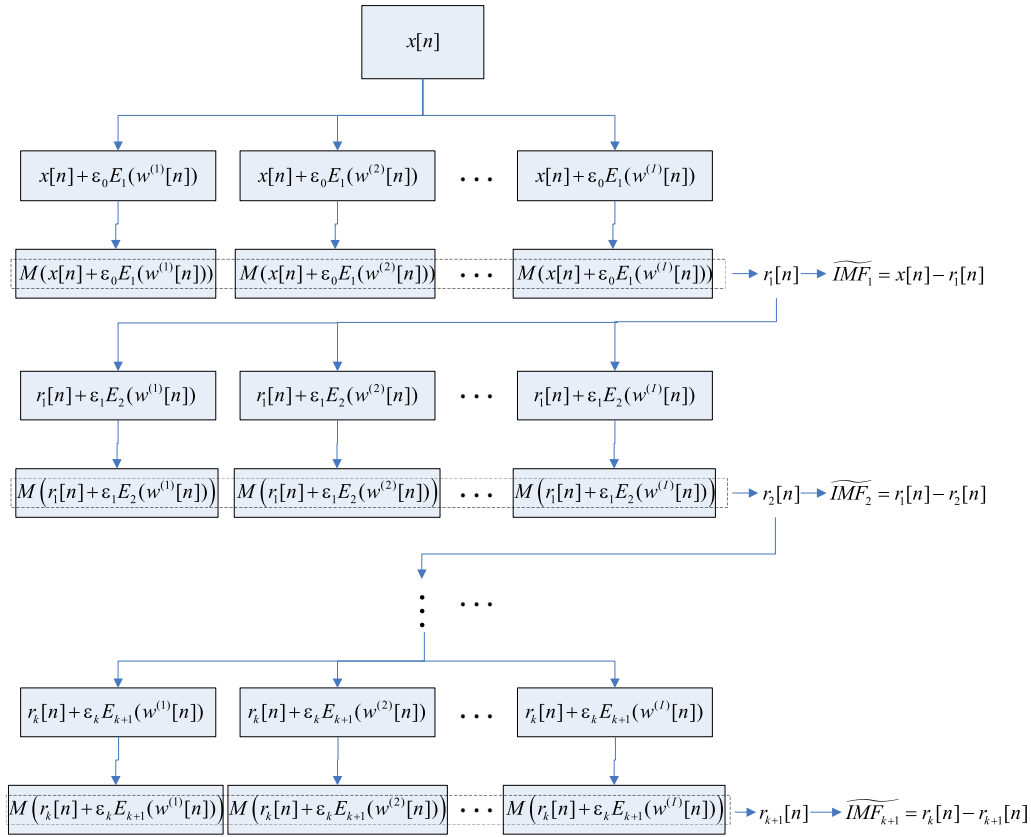 x[n]
x[n]+ε₀E₁(w⁽¹⁾[n]) x[n]+ε₀E₁(w⁽²⁾[n]) ... x[n]+ε₀E₁(w⁽ᴵ⁾[n])
M(x[n]+ε₀E₁(w⁽¹⁾[n])) M(x[n]+ε₀E₁(w⁽²⁾[n])) ... M(x[n]+ε₀E₁(w⁽ᴵ⁾[n])) r₁[n] \widetilde{IMF₁} = x[n]−r₁[n]
r₁[n]+ε₁E₂(w⁽¹⁾[n]) r₁[n]+ε₁E₂(w⁽²⁾[n]) ... r₁[n]+ε₁E₂(w⁽ᴵ⁾[n])
M(r₁[n]+ε₁E₂(w⁽¹⁾[n])) M(r₁[n]+ε₁E₂(w⁽²⁾[n])) ... M(r₁[n]+ε₁E₂(w⁽ᴵ⁾[n])) r₂[n] \widetilde{IMF₂} = r₁[n]−r₂[n]
⋮ ...
rₖ[n]+εₖEₖ₊₁(w⁽¹⁾[n]) rₖ[n]+εₖEₖ₊₁(w⁽²⁾[n]) ... rₖ[n]+εₖEₖ₊₁(w⁽ᴵ⁾[n])
M(rₖ[n]+εₖEₖ₊₁(w⁽¹⁾[n])) M(rₖ[n]+εₖEₖ₊₁(w⁽²⁾[n])) ... M(rₖ[n]+εₖEₖ₊₁(w⁽ᴵ⁾[n])) rₖ₊₁[n] \widetilde{IMFₖ₊₁} = rₖ[n]−rₖ₊₁[n]